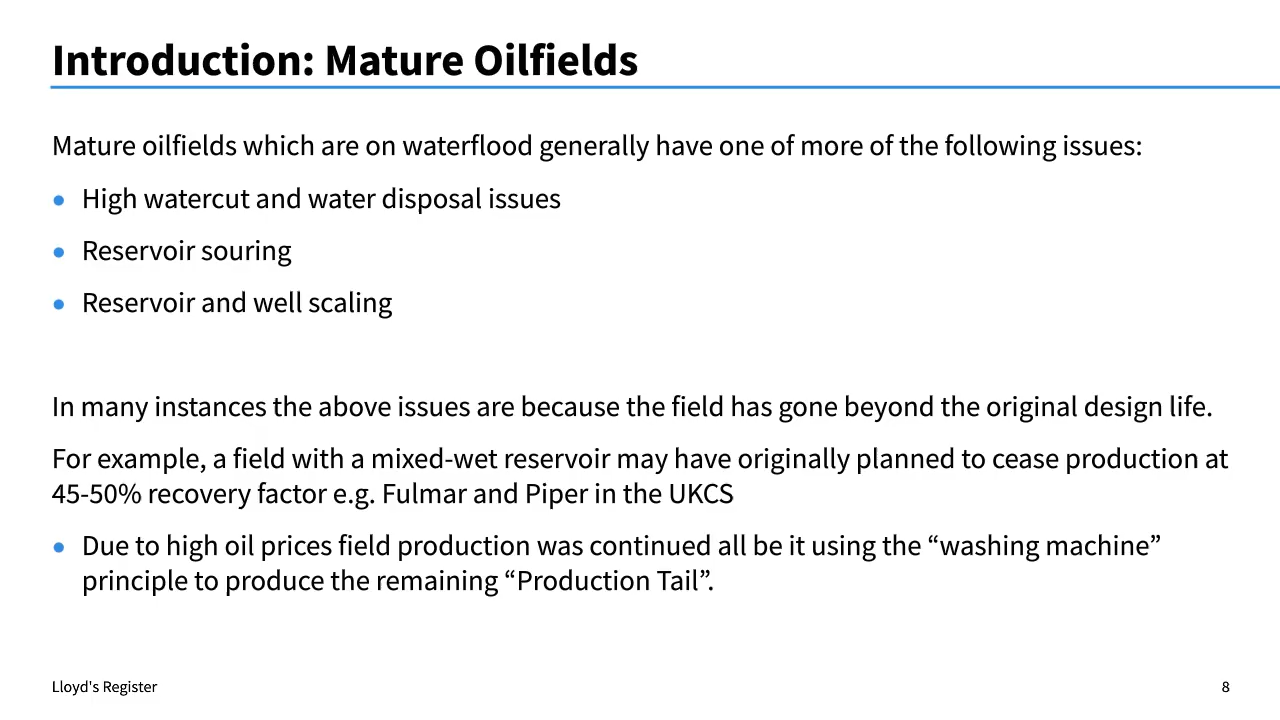 Introduction: Mature Oilfields
Mature oilfields which are on waterflood generally have one of more of the following issues:
• High watercut and water disposal issues
• Reservoir souring
• Reservoir and well scaling
In many instances the above issues are because the field has gone beyond the original design life.
For example, a field with a mixed-wet reservoir may have originally planned to cease production at
45-50% recovery factor e.g. Fulmar and Piper in the UKCS
• Due to high oil prices field production was continued all be it using the “washing machine”
principle to produce the remaining “Production Tail”.
Lloyd's Register
8